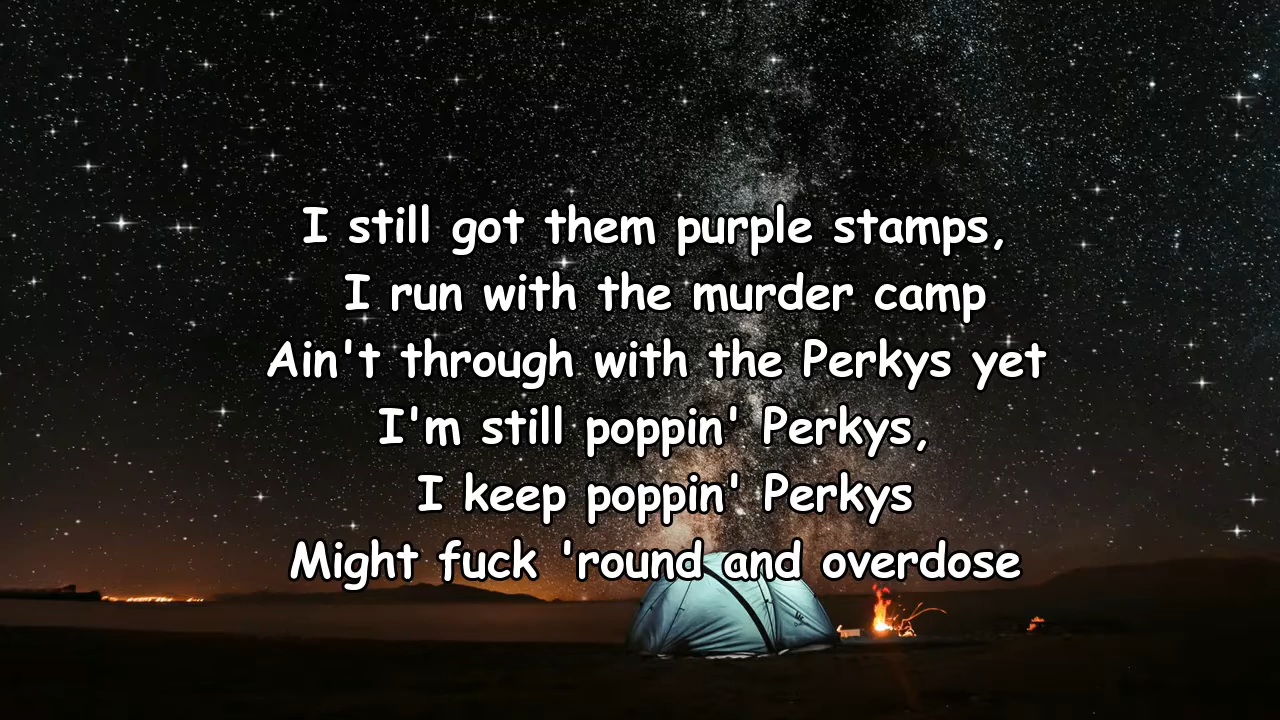 I still got them purple stamps,
I run with the murder camp
Ain't through with the Perkys yet
I'm still poppin' Perkys,
I keep poppin' Perkys
Might fuck 'round and overdose